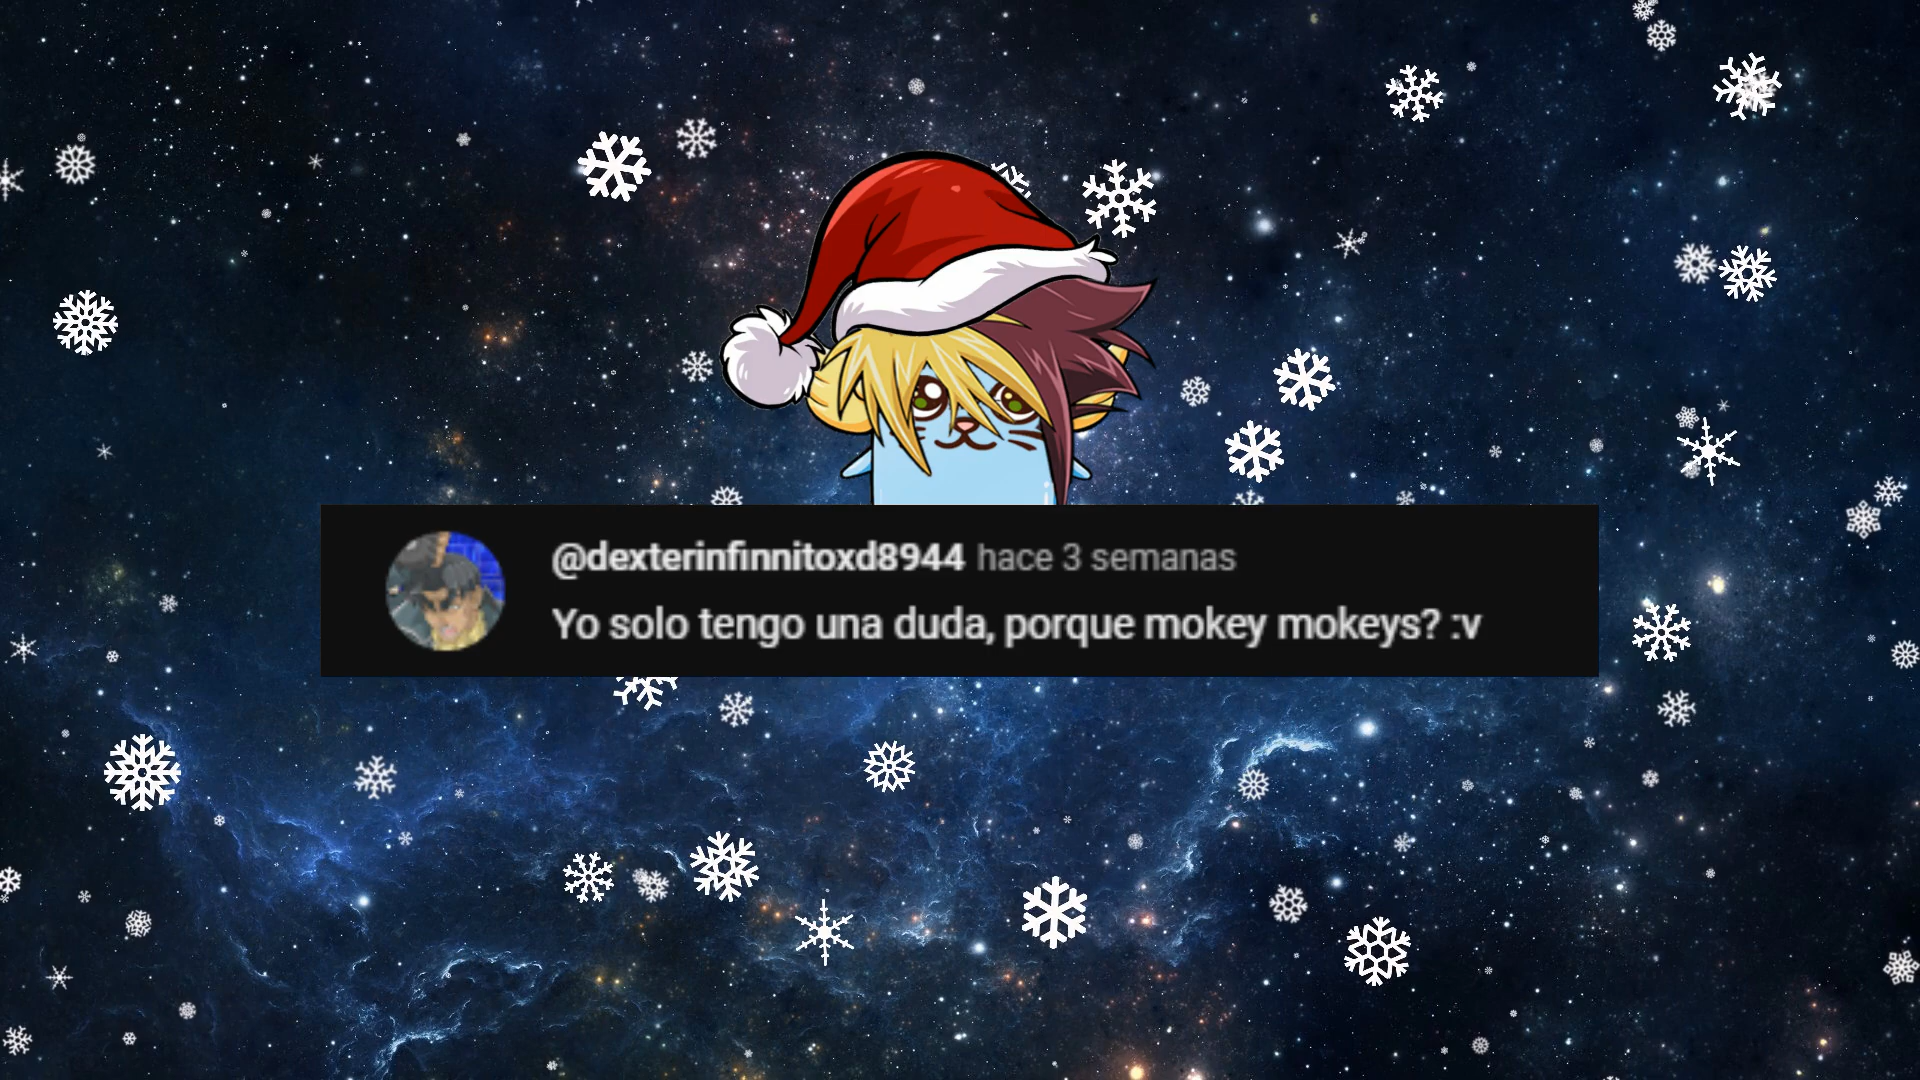 @dexterinfinnitoxd8944 hace 3 semanas
Yo solo tengo una duda, porque mokey mokeys? :v